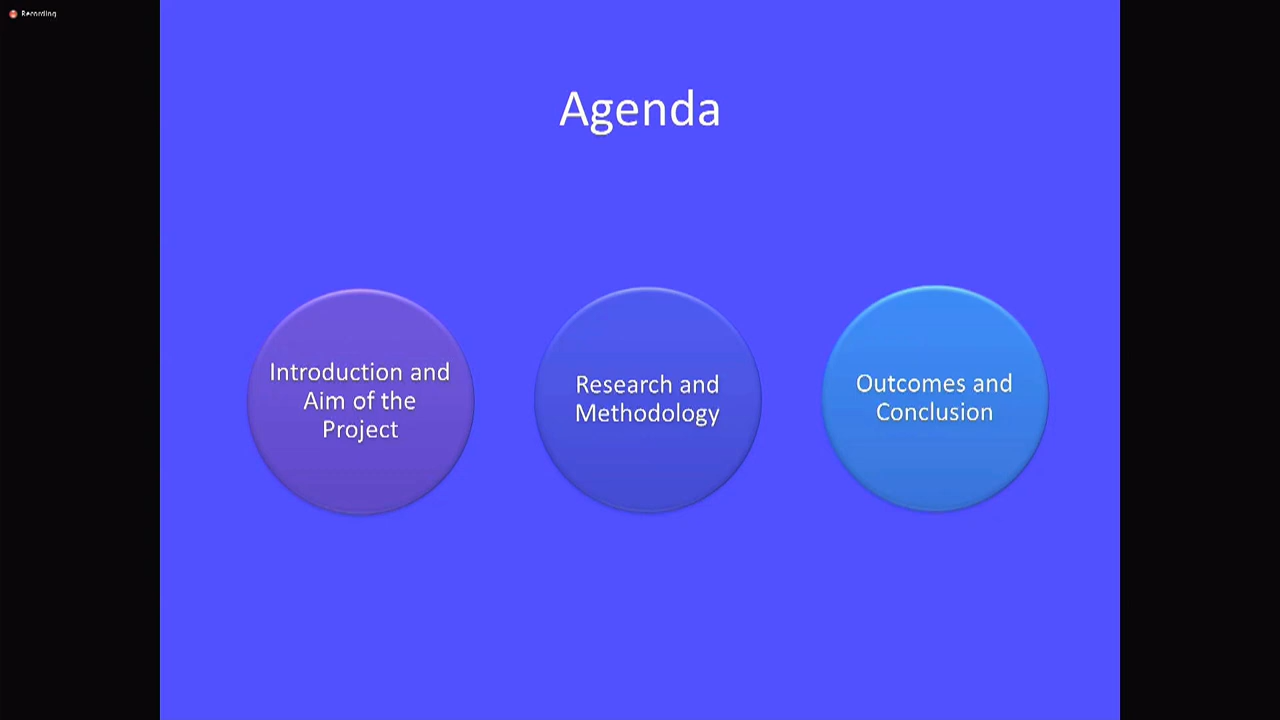 Recording
Agenda
Introduction and
Aim of the
Project
Research and
Methodology
Outcomes and
Conclusion